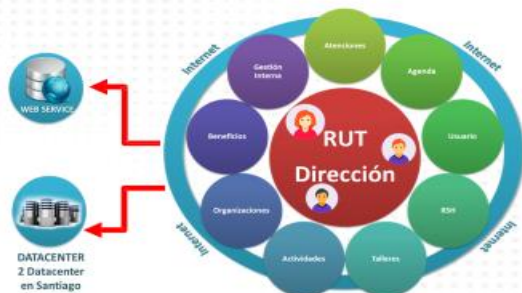 Atenciones
Gestión
Interna
Agenda
Internet
Internet
WEB SERVICE
Beneficios
RUT
Dirección
Usuario
Organizaciones
RSH
Internet
Internet
Actividades
Talleres
DATACENTER
2 Datacenter
en Santiago